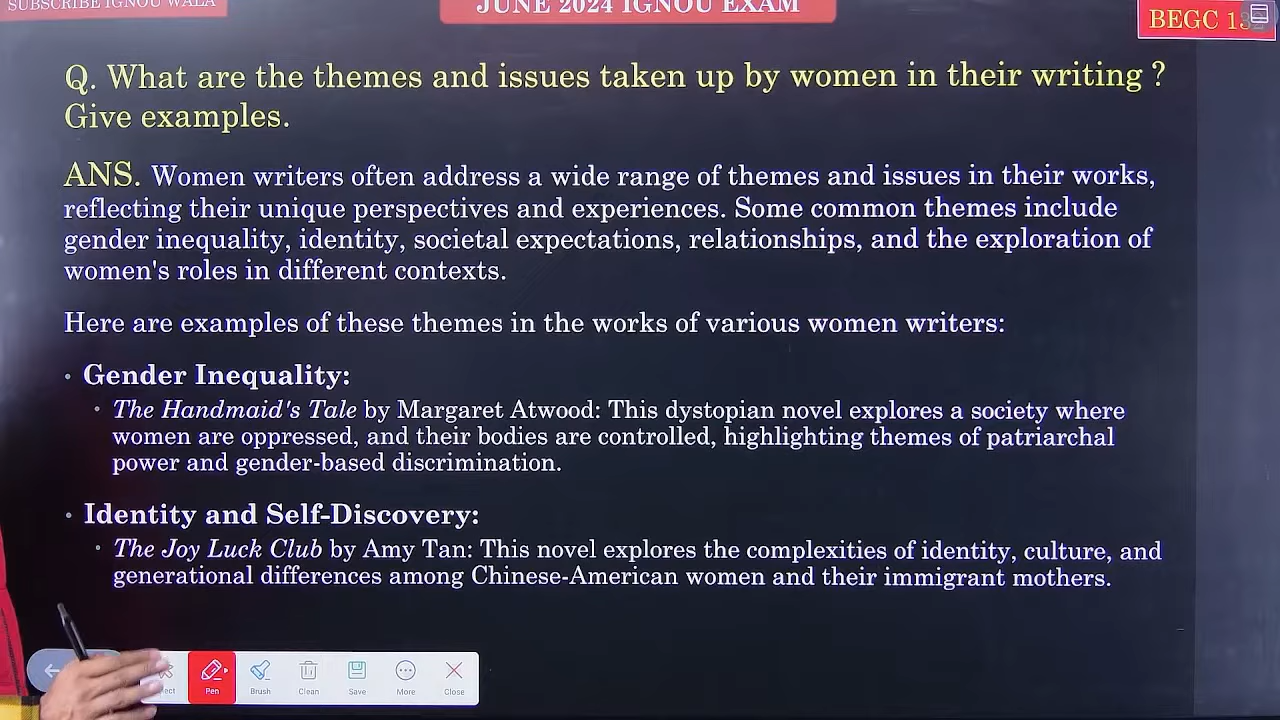 SUBSCRIBE IGNOU WALA
JUNE 2024 IGNOU EXAM
BEGC
Q. What are the themes and issues taken up by women in their writing ?
Give examples.
ANS. Women writers often address a wide range of themes and issues in their works,
reflecting their unique perspectives and experiences. Some common themes include
gender inequality, identity, societal expectations, relationships, and the exploration of
women's roles in different contexts.
Here are examples of these themes in the works of various women writers:
• Gender Inequality:
• The Handmaid's Tale by Margaret Atwood: This dystopian novel explores a society where
women are oppressed, and their bodies are controlled, highlighting themes of patriarchal
power and gender-based discrimination.
• Identity and Self-Discovery:
• The Joy Luck Club by Amy Tan: This novel explores the complexities of identity, culture, and
generational differences among Chinese-American women and their immigrant mothers.
Pen Brush Clean Save More Close